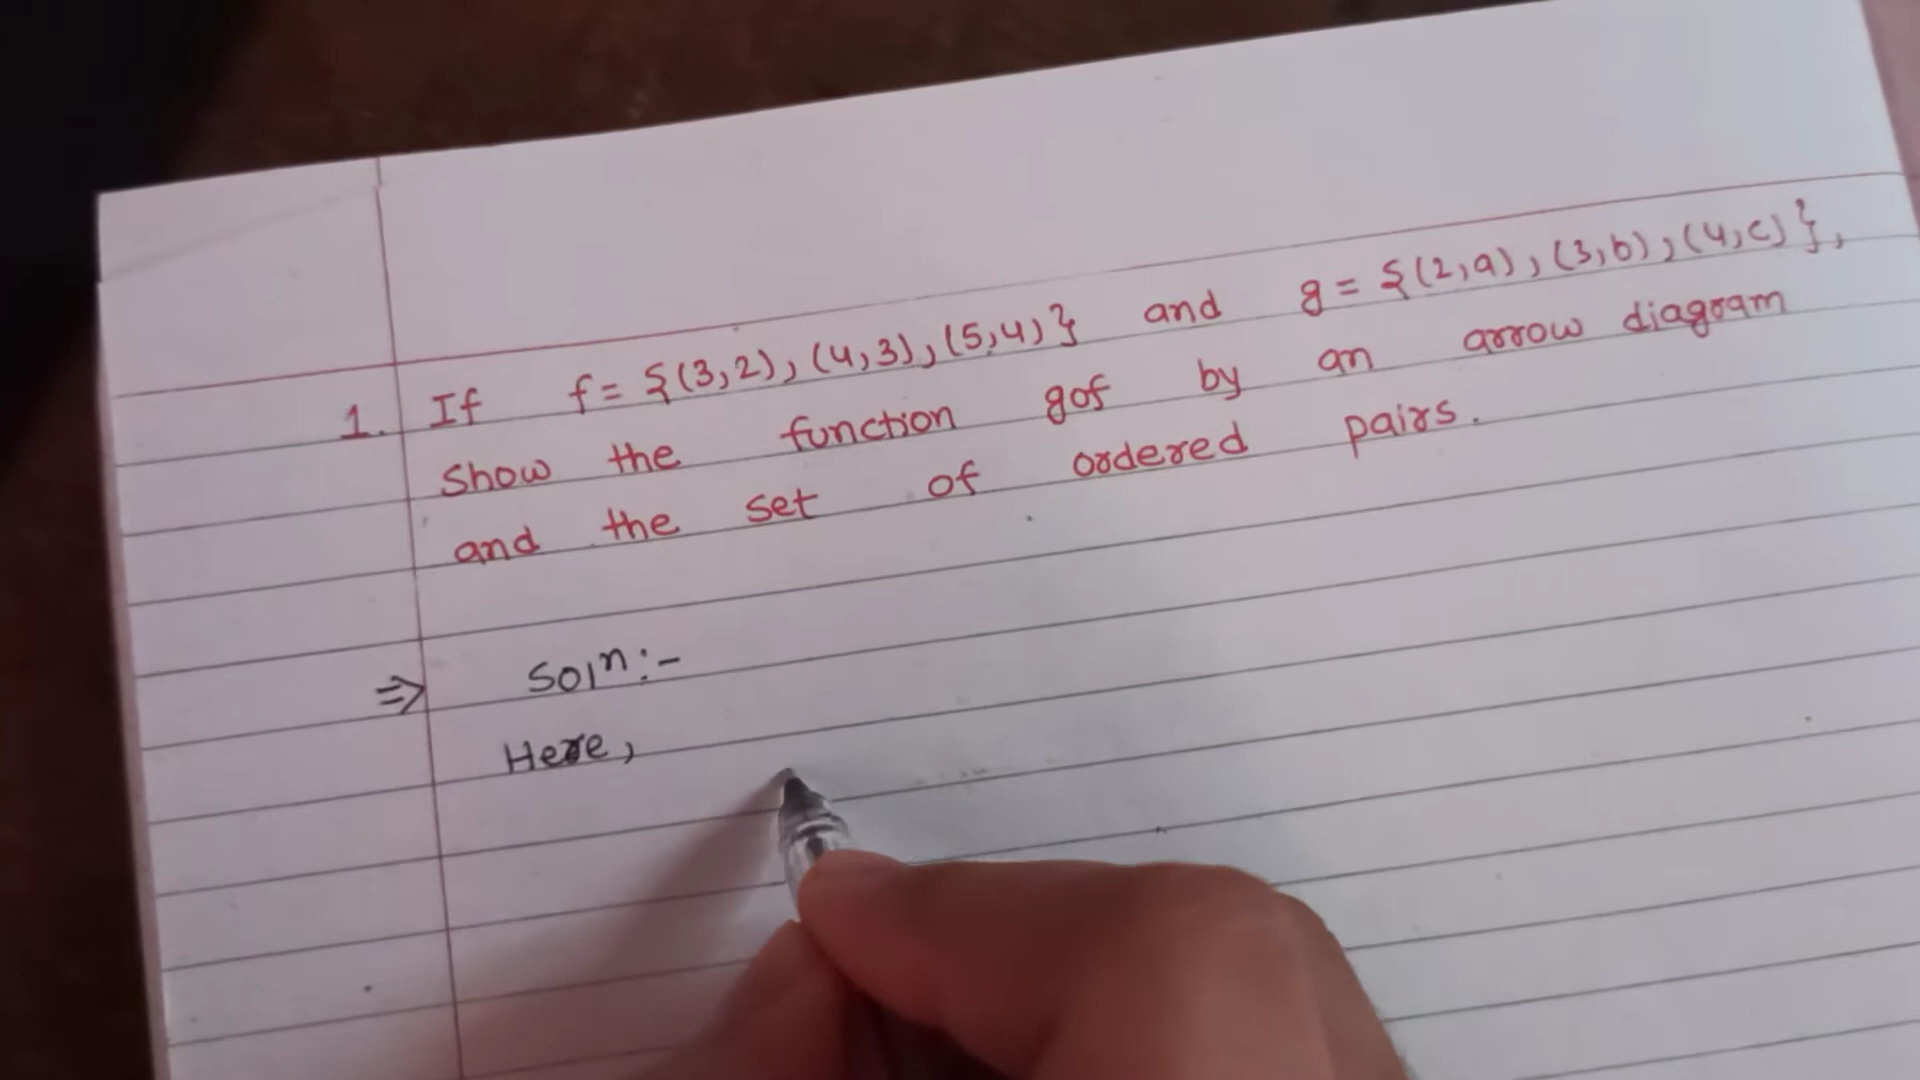 1. If f = {(3,2), (4,3), (5,4)} and g = {(2,a), (3,b), (4,c)},
Show the function gof by an arrow diagram
and the set of ordered pairs.
⇒ Solⁿ:-
Here,